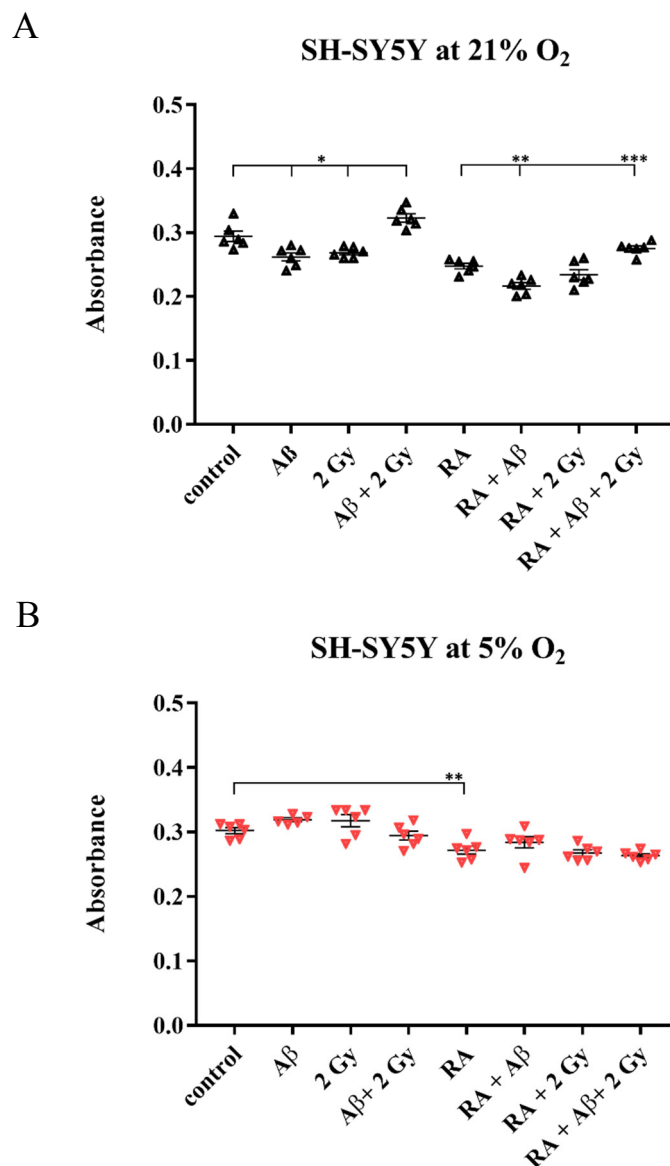 A
SH-SY5Y at 21% O₂
Absorbance
0.5
0.4
0.3
0.2
0.1
0.0
*
**
***
control
Aß
2 Gy
Aβ + 2 Gy
RA
RA + Aβ
RA + 2 Gy
RA + Aβ + 2 Gy
B
SH-SY5Y at 5% O₂
Absorbance
0.5
0.4
0.3
0.2
0.1
0.0
**
control
Aβ
2 Gy
Aβ+ 2 Gy
RA
RA + Aβ
RA + 2 Gy
RA + Aβ+ 2 Gy